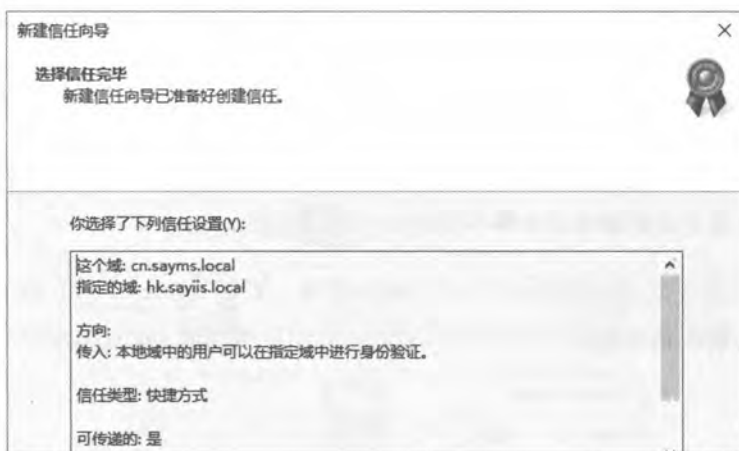 新建信任向导
选择信任完毕
新建信任向导已准备好创建信任。
你选择了下列信任设置(Y):
这个域: cn.sayms.local
指定的域: hk.sayiis.local
方向:
传入: 本地域中的用户可以在指定域中进行身份验证。
信任类型: 快捷方式
可传递的: 是